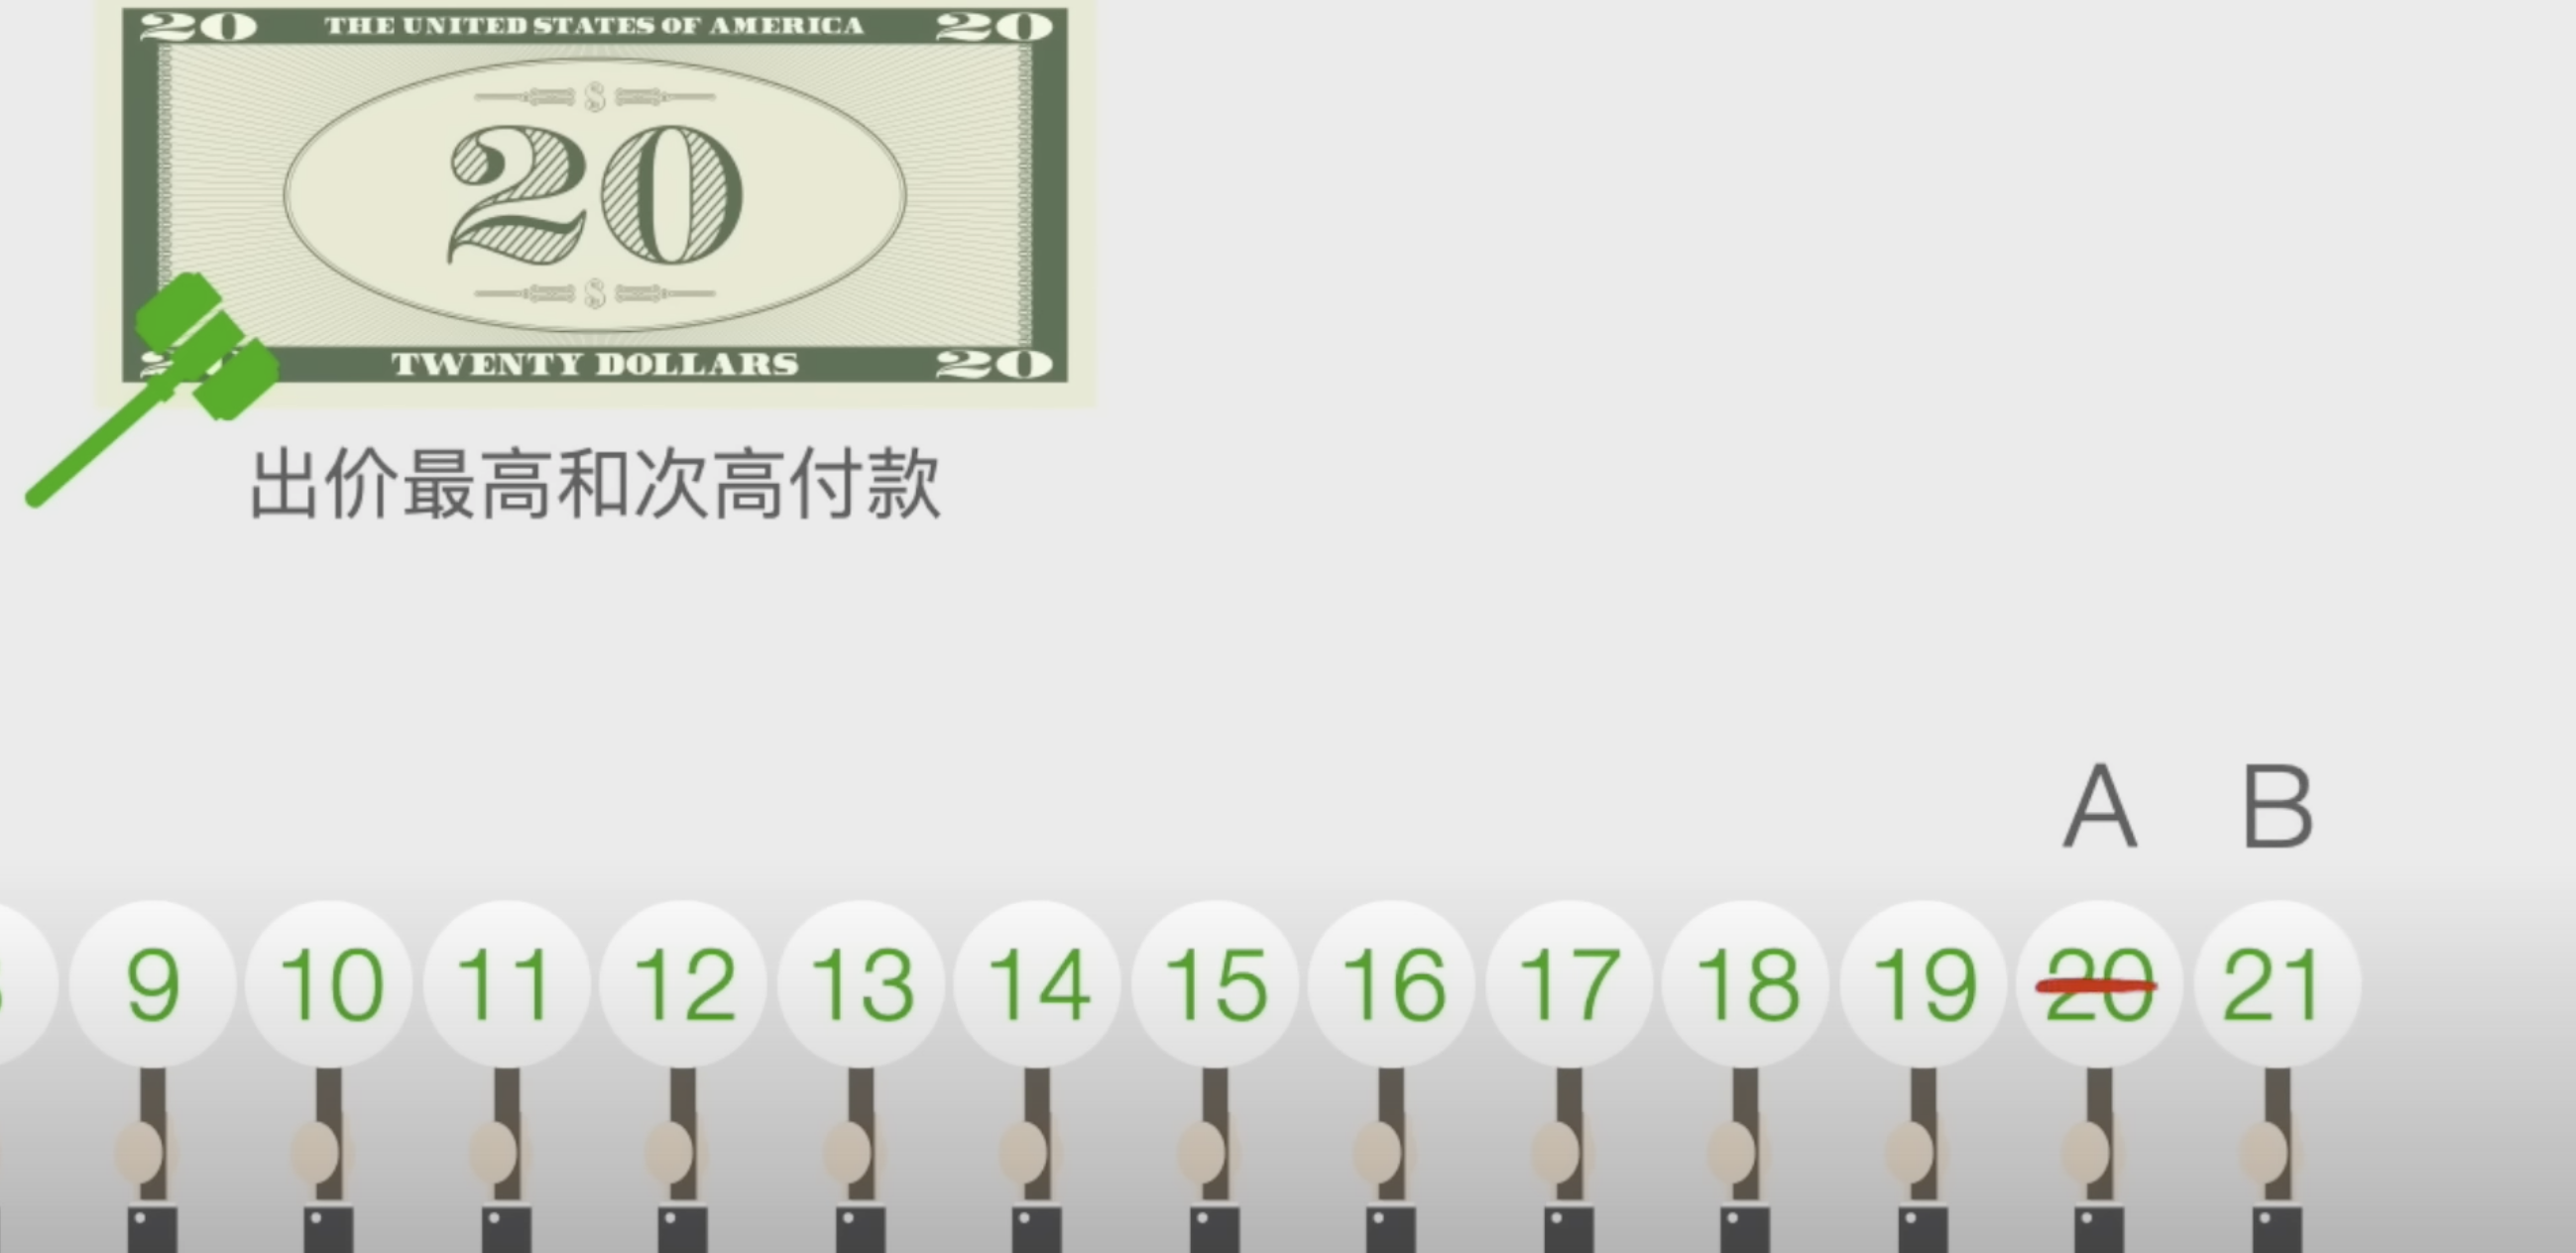 20 THE UNITED STATES OF AMERICA 20
$
20
$
TWENTY DOLLARS 20
出价最高和次高付款
A B
9 10 11 12 13 14 15 16 17 18 19 20 21